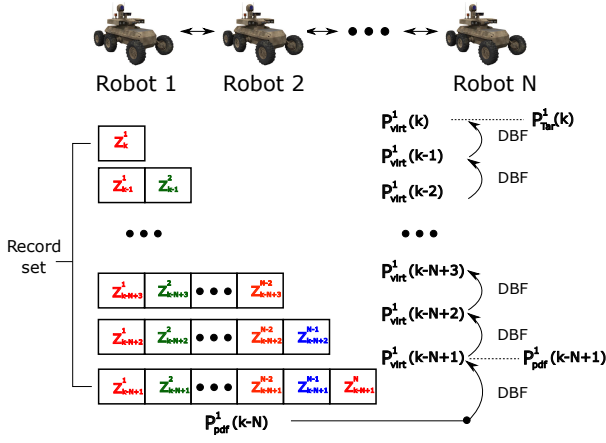 Robot 1 Robot 2 ••• Robot N
P¹virt(k) P¹Tar(k)
DBF
Z¹k
P¹virt(k-1)
Z¹k-1 Z²k-1
DBF
P¹virt(k-2)
Record
set
••• •••
P¹virt(k-N+3)
Z¹k-N+3 Z²k-N+3 ••• Zᴺ⁻²k-N+3
DBF
P¹virt(k-N+2)
Z¹k-N+2 Z²k-N+2 ••• Zᴺ⁻²k-N+2 Zᴺ⁻¹k-N+2
DBF
P¹virt(k-N+1) P¹pdf(k-N+1)
Z¹k-N+1 Z²k-N+1 ••• Zᴺ⁻²k-N+1 Zᴺ⁻¹k-N+1 Zᴺk-N+1
DBF
P¹pdf(k-N)